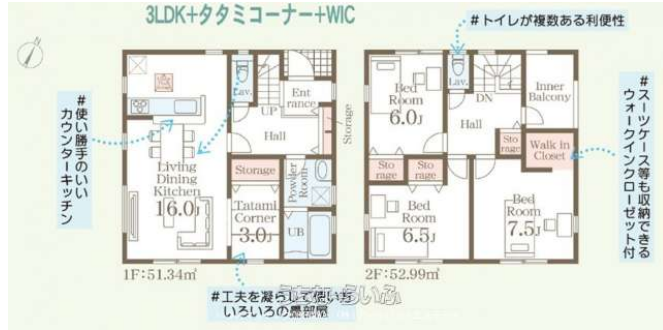 3LDK+タタミコーナー+WIC
#トイレが複数ある利便性
#使い勝手のいい
カウンターキッチン
Lav.
Ent
rance
UP
Hall
Storage
Living
Dining
Kitchen
16.0J
Storage
Powder
Room
Tatami
Corner
3.0J
UB
1F:51.34㎡
#工夫を凝らして使い方
いろいろの畳部屋
Bed
Room
6.0J
Lav.
DN
Hall
Inner
Balcony
Sto
rage
Walk in
Closet
Sto
rage
Sto
rage
Bed
Room
6.5J
Bed
Room
7.5J
2F:52.99㎡
#スーツケース等も収納できる
ウォークインクローゼット付